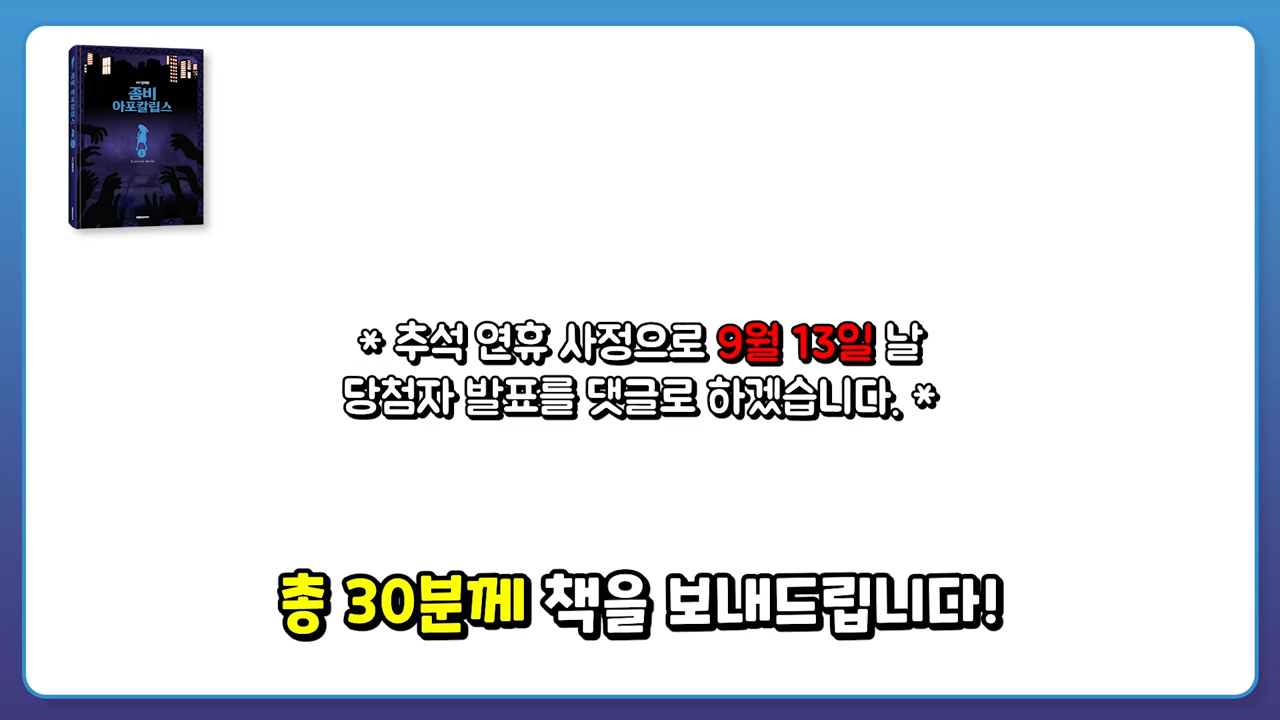 좀비
아포칼립스
* 추석 연휴 사정으로 9월 13일 날
당첨자 발표를 댓글로 하겠습니다. *
총 30분께 책을 보내드립니다!